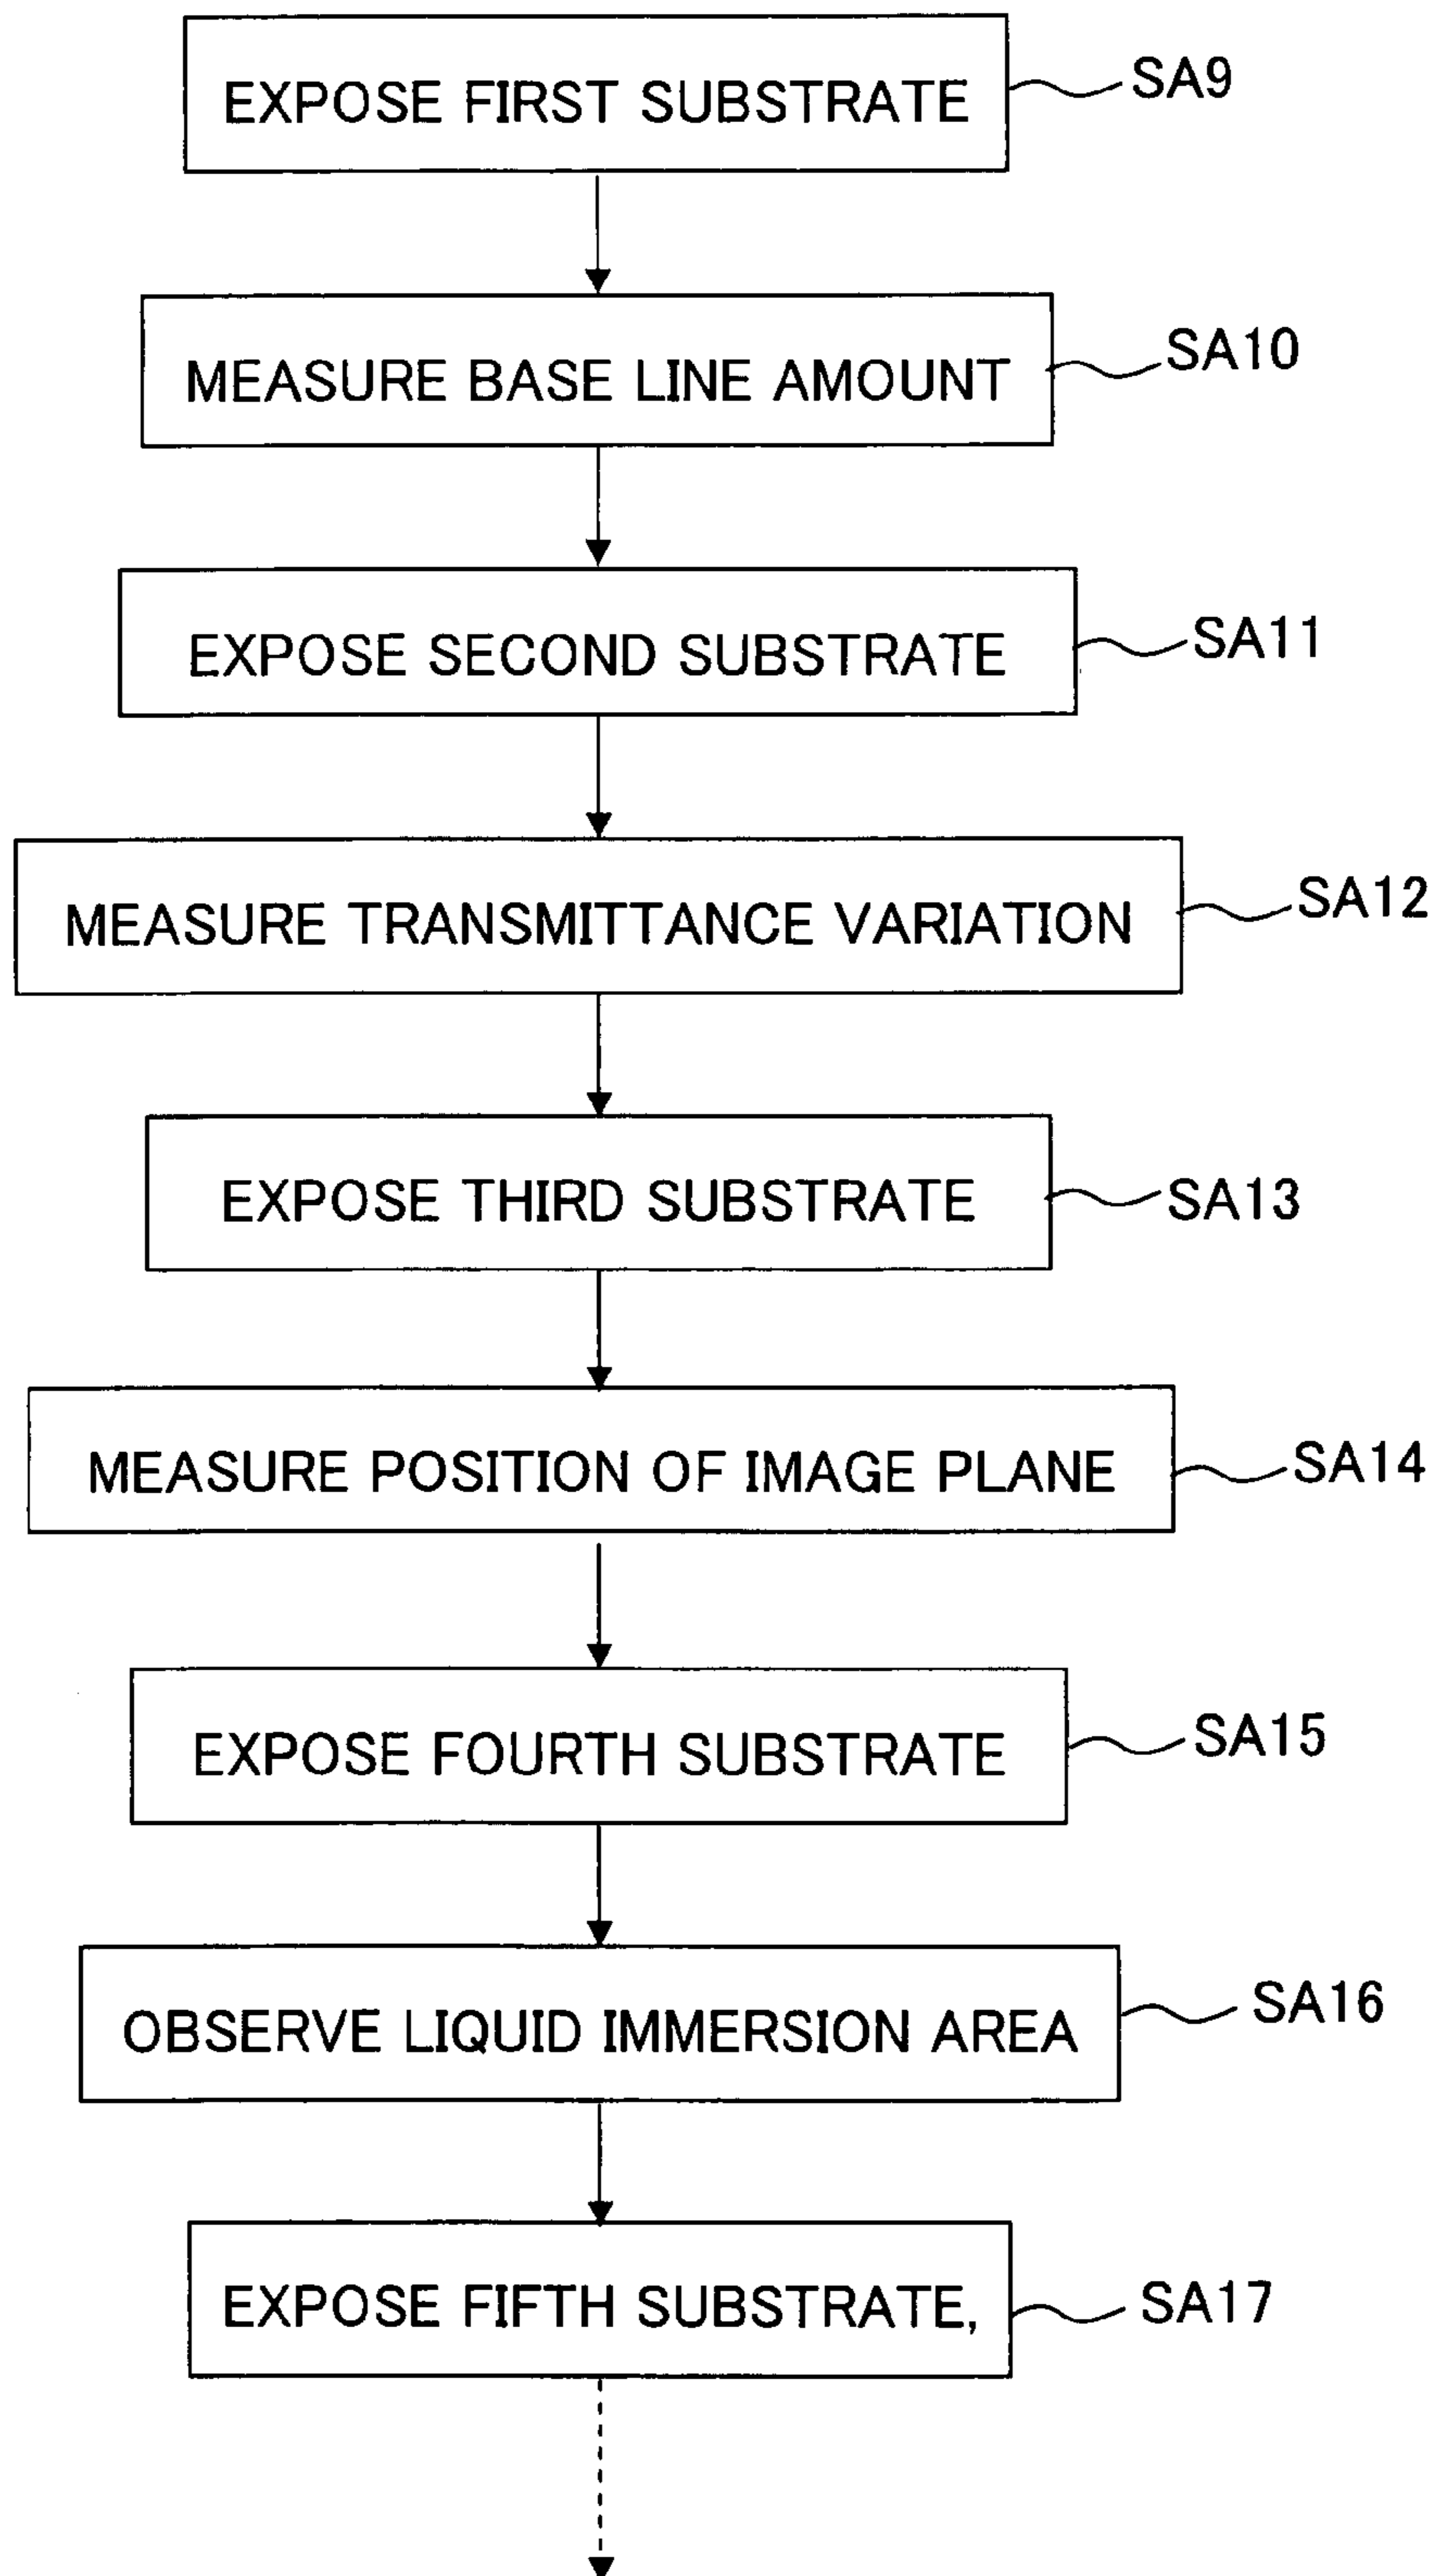 EXPOSE FIRST SUBSTRATE
SA9
MEASURE BASE LINE AMOUNT
SA10
EXPOSE SECOND SUBSTRATE
SA11
MEASURE TRANSMITTANCE VARIATION
SA12
EXPOSE THIRD SUBSTRATE
SA13
MEASURE POSITION OF IMAGE PLANE
SA14
EXPOSE FOURTH SUBSTRATE
SA15
OBSERVE LIQUID IMMERSION AREA
SA16
EXPOSE FIFTH SUBSTRATE,
SA17